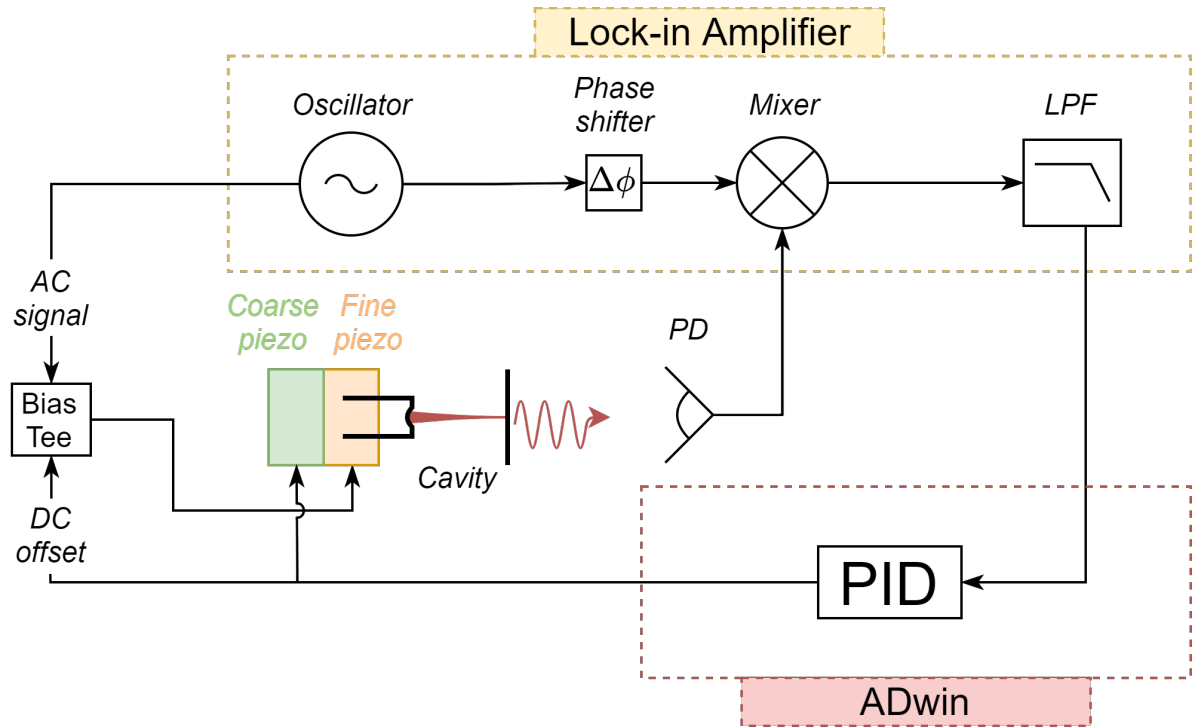 Lock-in Amplifier
Oscillator
Phase
shifter
Mixer
LPF
Δϕ
AC
signal
Coarse
piezo
Fine
piezo
PD
Bias
Tee
Cavity
DC
offset
PID
ADwin